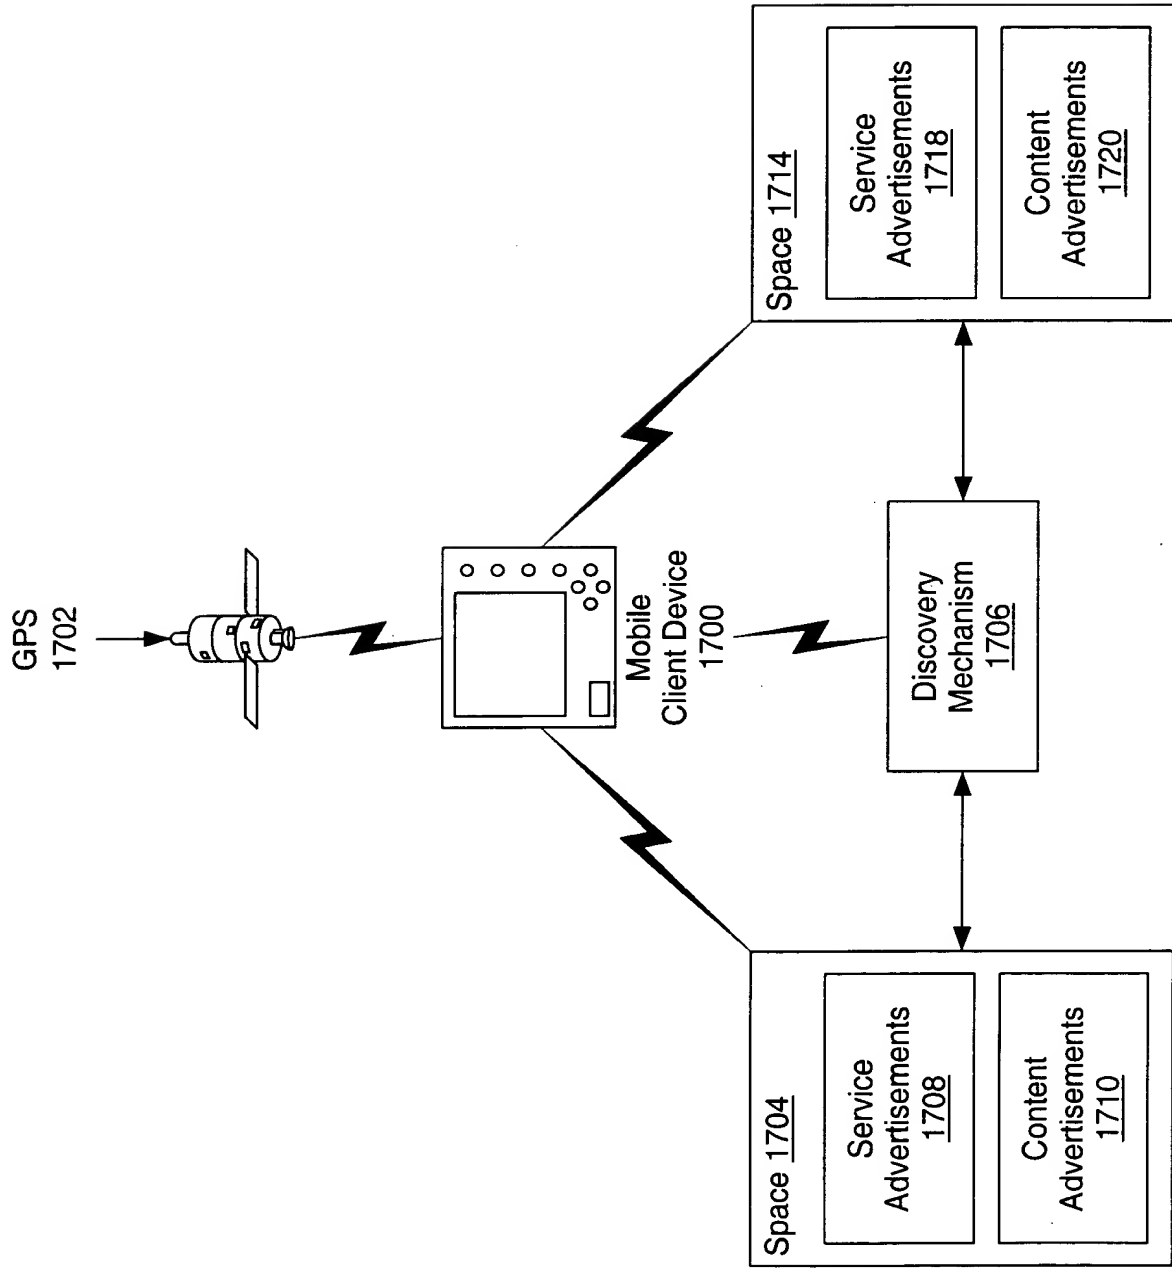 GPS
1702
Mobile
Client Device
1700
Discovery
Mechanism
1706
Space 1704
Service
Advertisements
1708
Content
Advertisements
1710
Space 1714
Service
Advertisements
1718
Content
Advertisements
1720